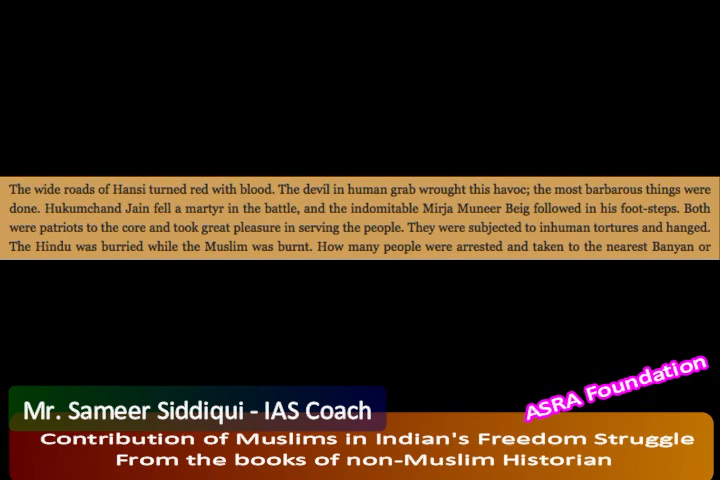 The wide roads of Hansi turned red with blood. The devil in human grab wrought this havoc; the most barbarous things were
done. Hukumchand Jain fell a martyr in the battle, and the indomitable Mirja Muneer Beig followed in his foot-steps. Both
were patriots to the core and took great pleasure in serving the people. They were subjected to inhuman tortures and hanged.
The Hindu was burried while the Muslim was burnt. How many people were arrested and taken to the nearest Banyan or
ASRA Foundation
Mr. Sameer Siddiqui - IAS Coach
Contribution of Muslims in Indian's Freedom Struggle
From the books of non-Muslim Historian